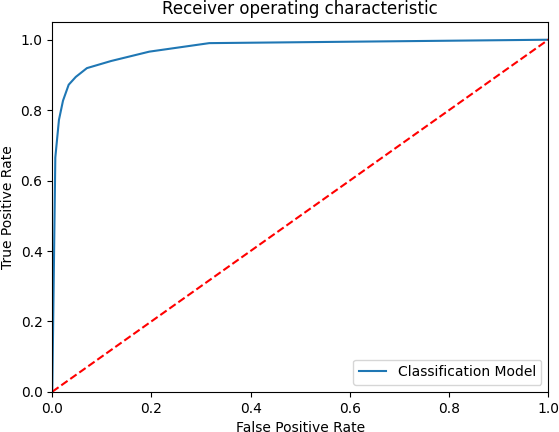 Receiver operating characteristic
True Positive Rate
1.0
0.8
0.6
0.4
0.2
0.0
Classification Model
0.0 0.2 0.4 0.6 0.8 1.0
False Positive Rate